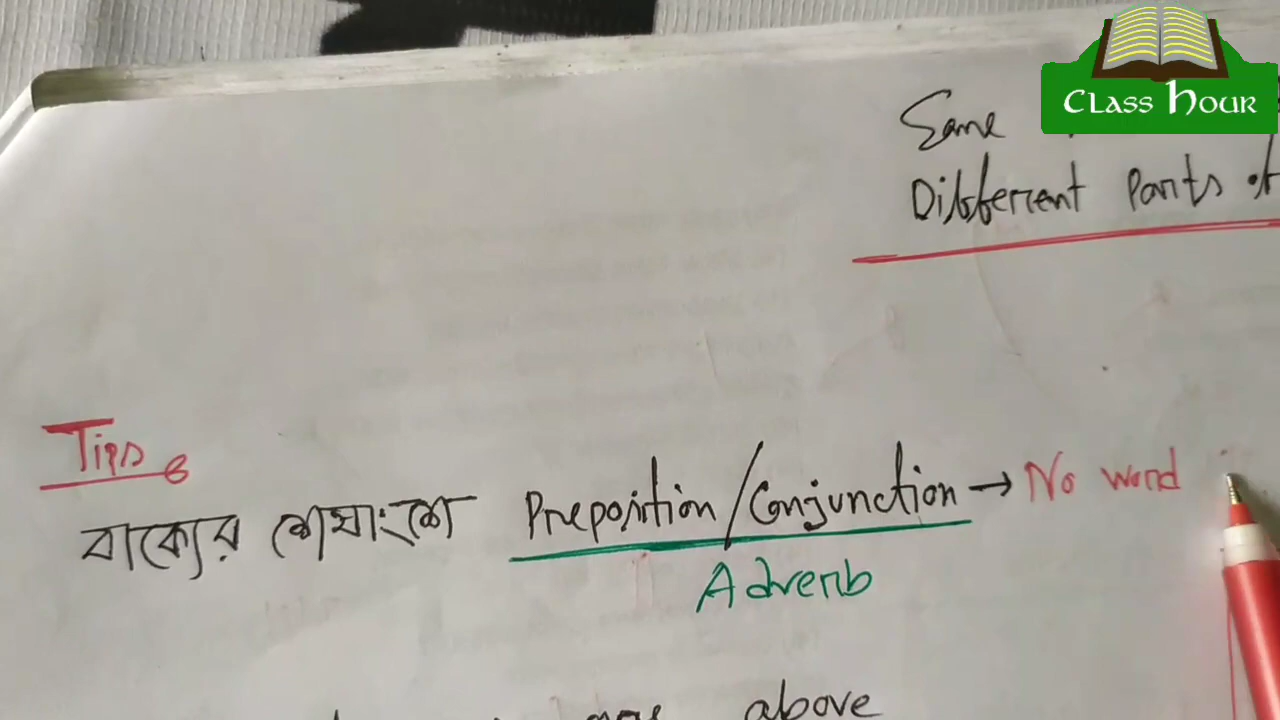 CLASS HOUR
Same
Different Parts of
Tips
বাক্যের শেষাংশে Preposition/Conjunction → No word
Adverb
above